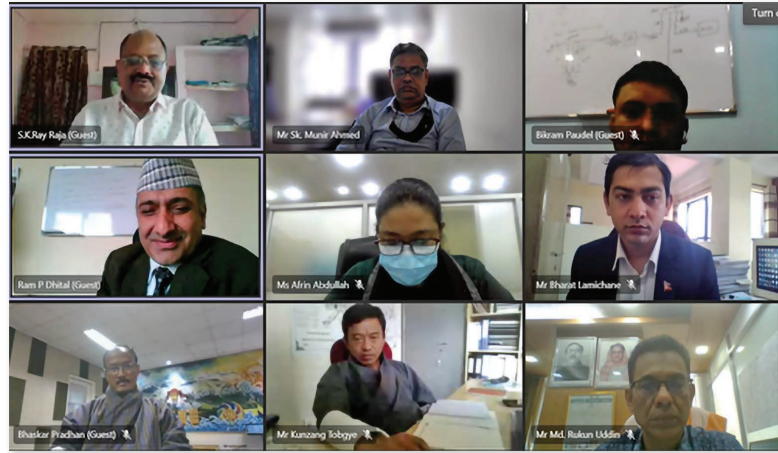 Turn
S.K.Ray Raja (Guest)
Mr Sk. Munir Ahmed
Bikram Paudel (Guest)
Ram P Dhital (Guest)
Ms Afrin Abdullah
Mr Bharat Lamichane
Bhaskar Pradhan (Guest)
Mr Kunzang Tobgye
Mr Md. Rukun Uddin